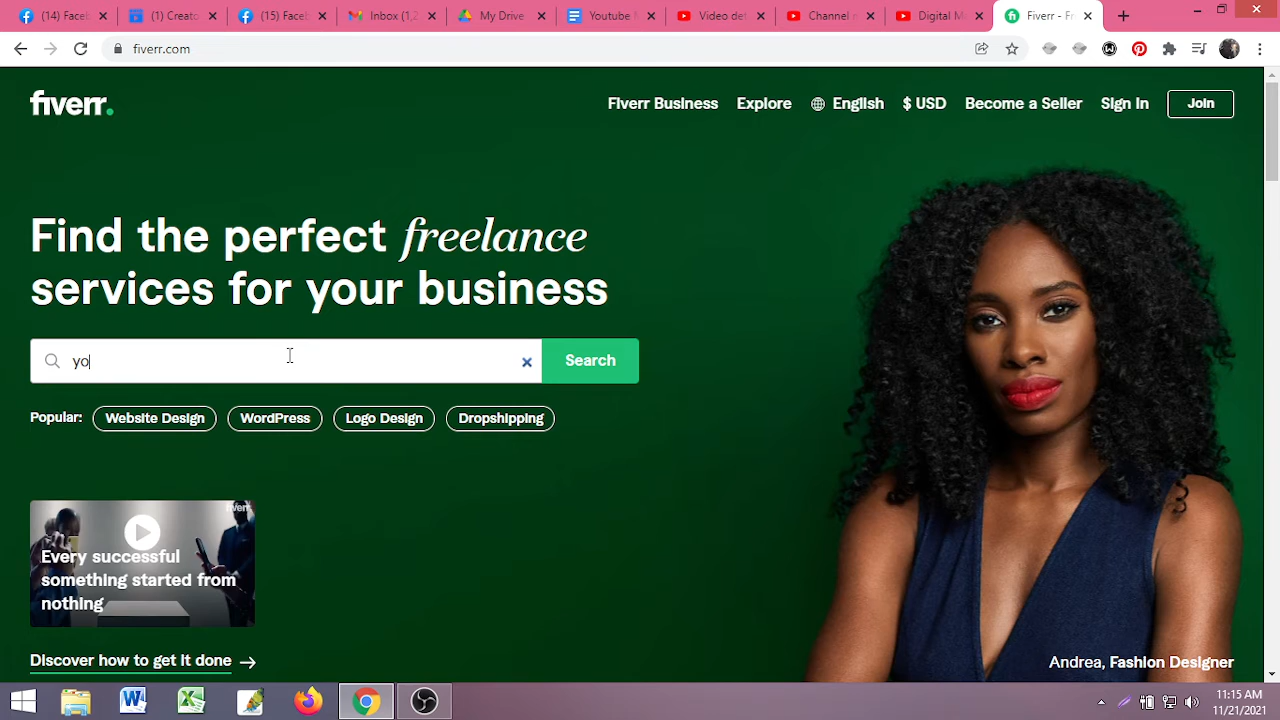 (14) Faceb
(1) Creato
(15) Faceb
Inbox (1,2
My Drive
Youtube
Video det
Channel
Digital M
Fiverr - Fr
fiverr.com
fiverr.
Fiverr Business
Explore
English
$ USD
Become a Seller
Sign In
Join
Find the perfect freelance
services for your business
yo
Search
Popular:
Website Design
WordPress
Logo Design
Dropshipping
fiverr.
Every successful
something started from
nothing
Discover how to get it done
Andrea, Fashion Designer
11:15 AM
11/21/2021